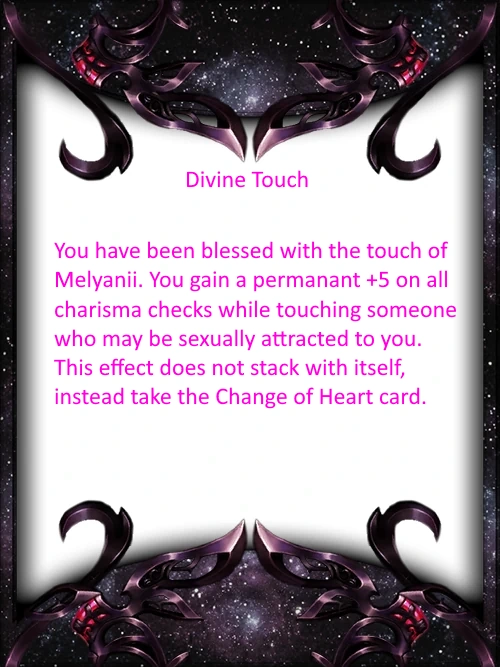 Divine Touch
You have been blessed with the touch of
Melyanii. You gain a permanant +5 on all
charisma checks while touching someone
who may be sexually attracted to you.
This effect does not stack with itself,
instead take the Change of Heart card.